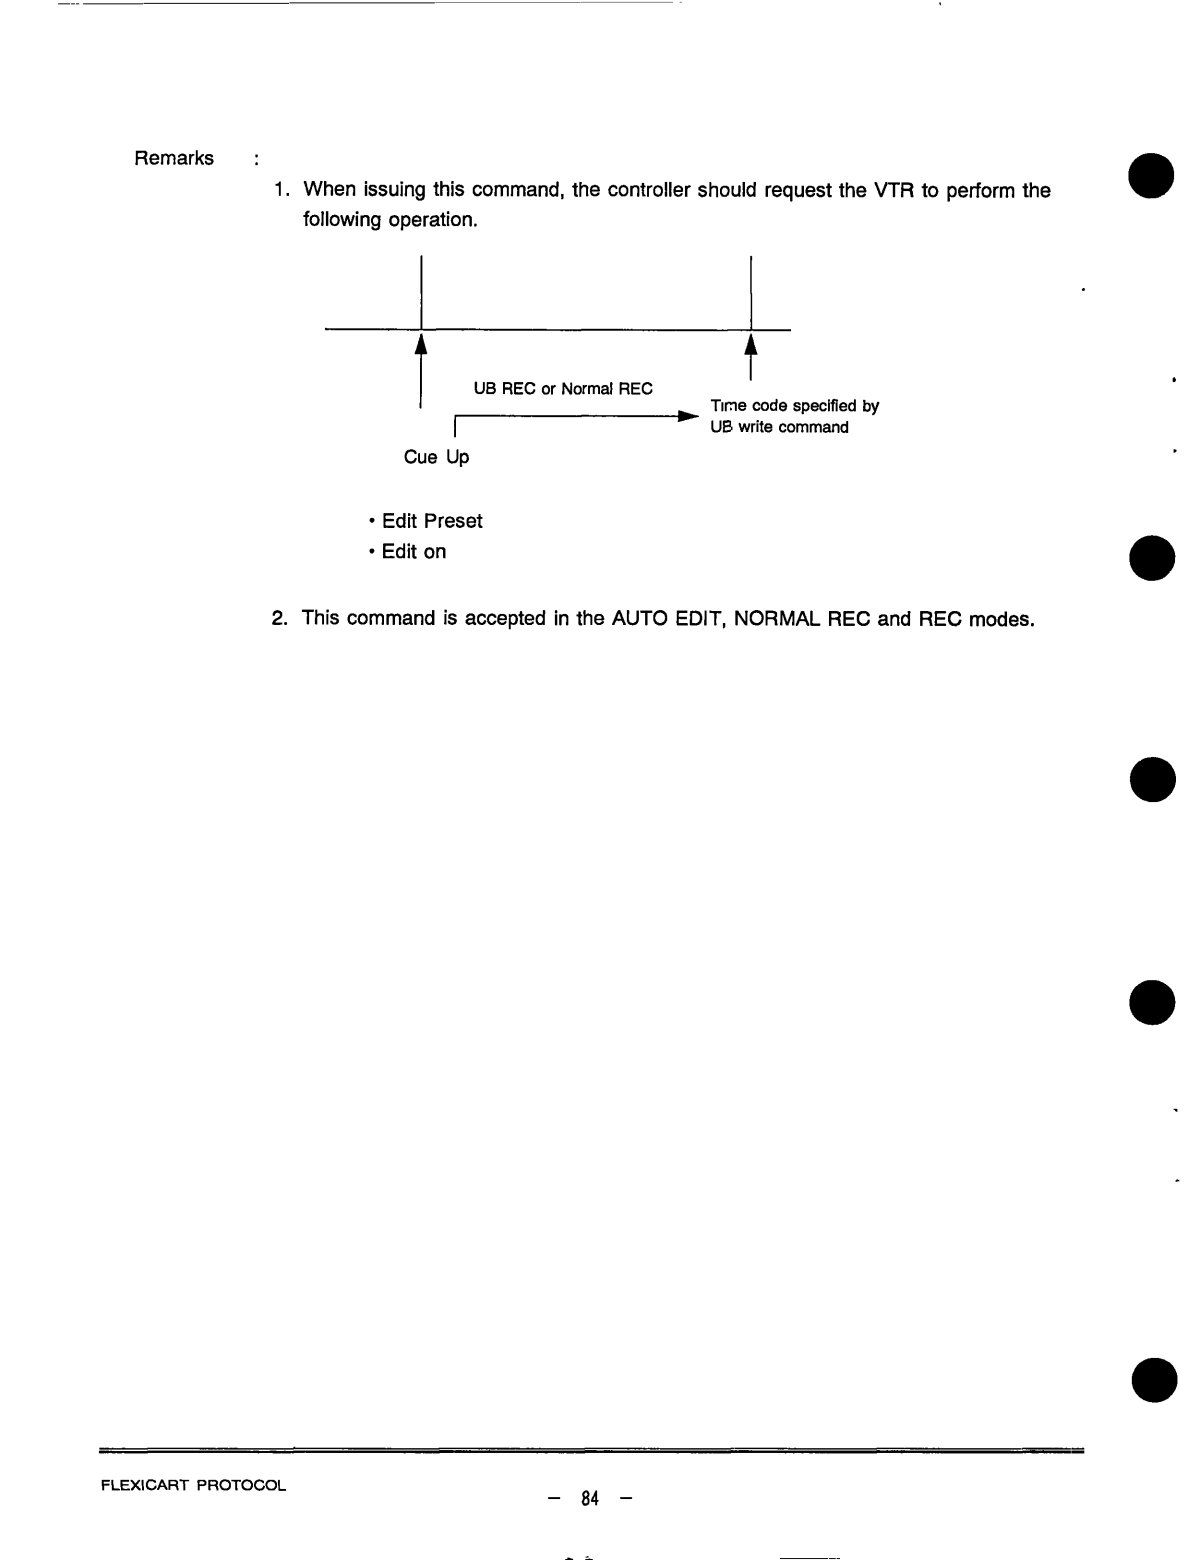 Remarks :
1. When issuing this command, the controller should request the VTR to perform the
following operation.
UB REC or Normal REC
Time code specified by
UB write command
Cue Up
• Edit Preset
• Edit on
2. This command is accepted in the AUTO EDIT, NORMAL REC and REC modes.
FLEXICART PROTOCOL
– 84 –